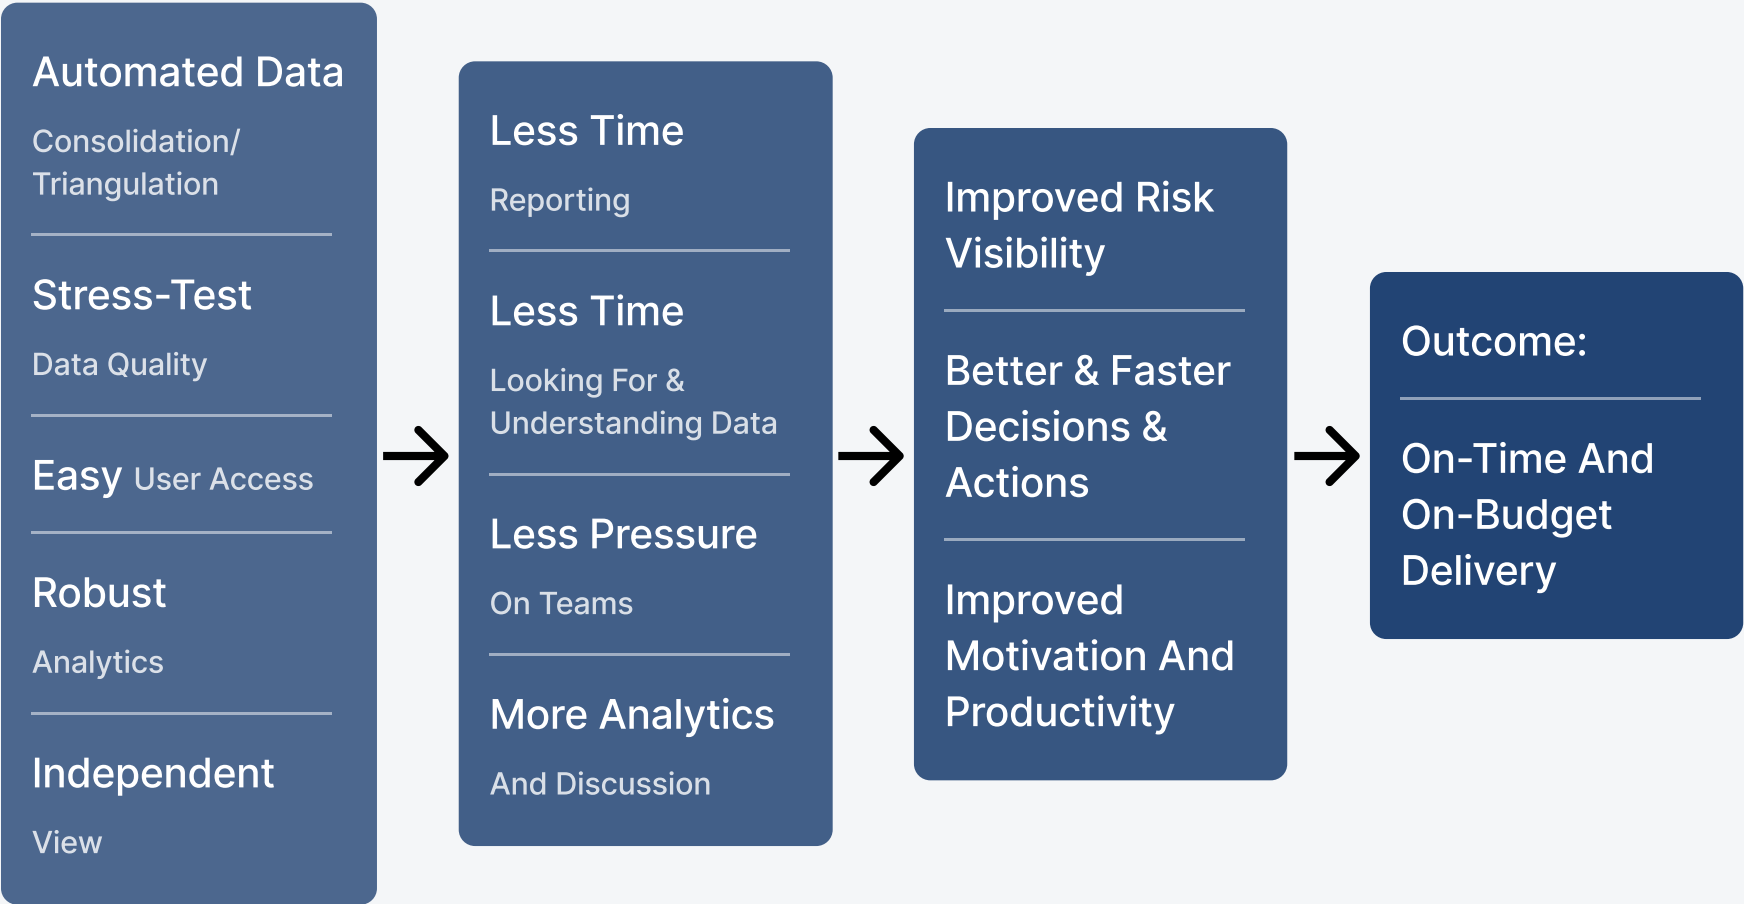 Automated Data
Consolidation/
Triangulation
Stress-Test
Data Quality
Easy User Access
Robust
Analytics
Independent
View
Less Time
Reporting
Less Time
Looking For &
Understanding Data
Less Pressure
On Teams
More Analytics
And Discussion
Improved Risk
Visibility
Better & Faster
Decisions &
Actions
Improved
Motivation And
Productivity
Outcome:
On-Time And
On-Budget
Delivery